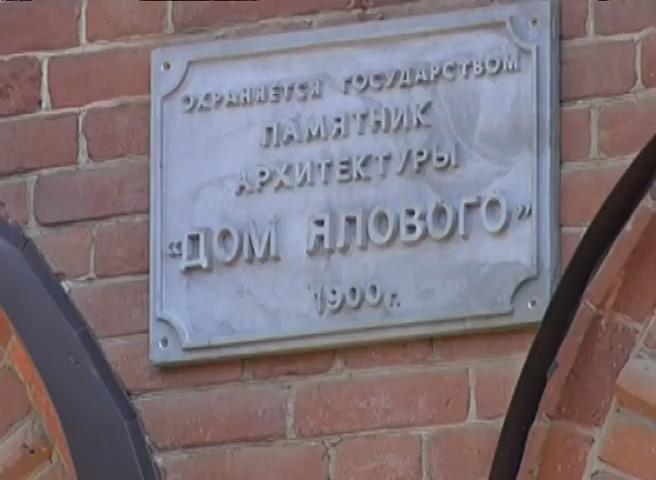 ОХРАНЯЕТСЯ ГОСУДАРСТВОМ
ПАМЯТНИК
АРХИТЕКТУРЫ
„ДОМ ЯЛОВОГО”
1900 г.